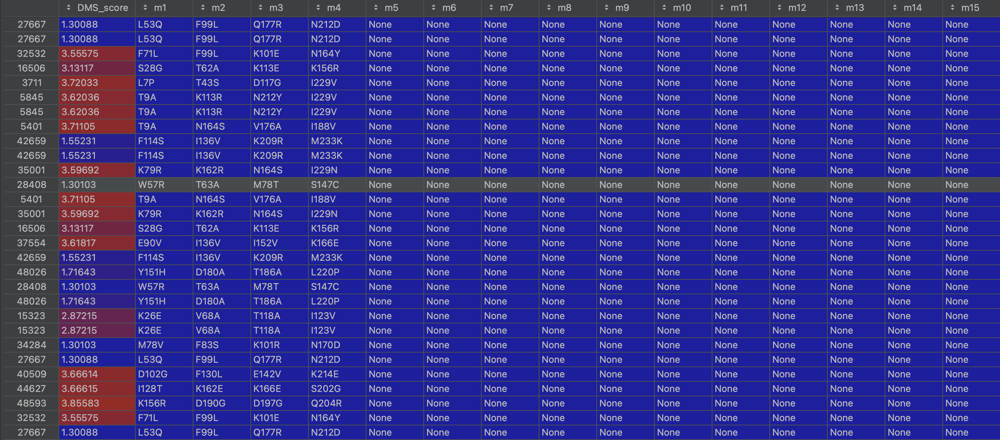 DMS_score m1 m2 m3 m4 m5 m6 m7 m8 m9 m10 m11 m12 m13 m14 m15
27667 1.30088 L53Q F99L Q177R N212D None None None None None None None None None None None
27667 1.30088 L53Q F99L Q177R N212D None None None None None None None None None None None
32532 3.55575 F71L F99L K101E N164Y None None None None None None None None None None None
16506 3.13117 S28G T62A K113E K156R None None None None None None None None None None None
3711 3.72033 L7P T43S D117G I229V None None None None None None None None None None None
5845 3.62036 T9A K113R N212Y I229V None None None None None None None None None None None
5845 3.62036 T9A K113R N212Y I229V None None None None None None None None None None None
5401 3.71105 T9A N164S V176A I188V None None None None None None None None None None None
42659 1.55231 F114S I136V K209R M233K None None None None None None None None None None None
42659 1.55231 F114S I136V K209R M233K None None None None None None None None None None None
35001 3.59692 K79R K162R N164S I229N None None None None None None None None None None None
28408 1.30103 W57R T63A M78T S147C None None None None None None None None None None None
5401 3.71105 T9A N164S V176A I188V None None None None None None None None None None None
35001 3.59692 K79R K162R N164S I229N None None None None None None None None None None None
16506 3.13117 S28G T62A K113E K156R None None None None None None None None None None None
37554 3.61817 E90V I136V I152V K166E None None None None None None None None None None None
42659 1.55231 F114S I136V K209R M233K None None None None None None None None None None None
48026 1.71643 Y151H D180A T186A L220P None None None None None None None None None None None
28408 1.30103 W57R T63A M78T S147C None None None None None None None None None None None
48026 1.71643 Y151H D180A T186A L220P None None None None None None None None None None None
15323 2.87215 K26E V68A T118A I123V None None None None None None None None None None None
15323 2.87215 K26E V68A T118A I123V None None None None None None None None None None None
34284 1.30103 M78V F83S K101R N170D None None None None None None None None None None None
27667 1.30088 L53Q F99L Q177R N212D None None None None None None None None None None None
40509 3.66614 D102G F130L E142V K214E None None None None None None None None None None None
44627 3.66615 I128T K162E K166E S202G None None None None None None None None None None None
48593 3.85583 K156R D190G D197G Q204R None None None None None None None None None None None
32532 3.55575 F71L F99L K101E N164Y None None None None None None None None None None None
27667 1.30088 L53Q F99L Q177R N212D None None None None None None None None None None None